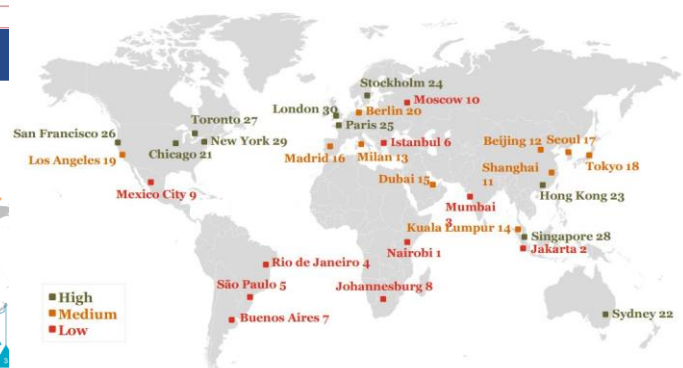 Stockholm 24
Moscow 10
London 30
Berlin 20
Toronto 27
Paris 25
San Francisco 26
New York 29
Istanbul 6
Beijing 12
Seoul 17
Los Angeles 19
Chicago 21
Madrid 16
Milan 13
Shanghai
11
Tokyo 18
Dubai 15
Mexico City 9
Hong Kong 23
Mumbai
3
Kuala Lumpur 14
Singapore 28
Nairobi 1
Jakarta 2
Rio de Janeiro 4
São Paulo 5
Johannesburg 8
High
Medium
Low
Buenos Aires 7
Sydney 22
3